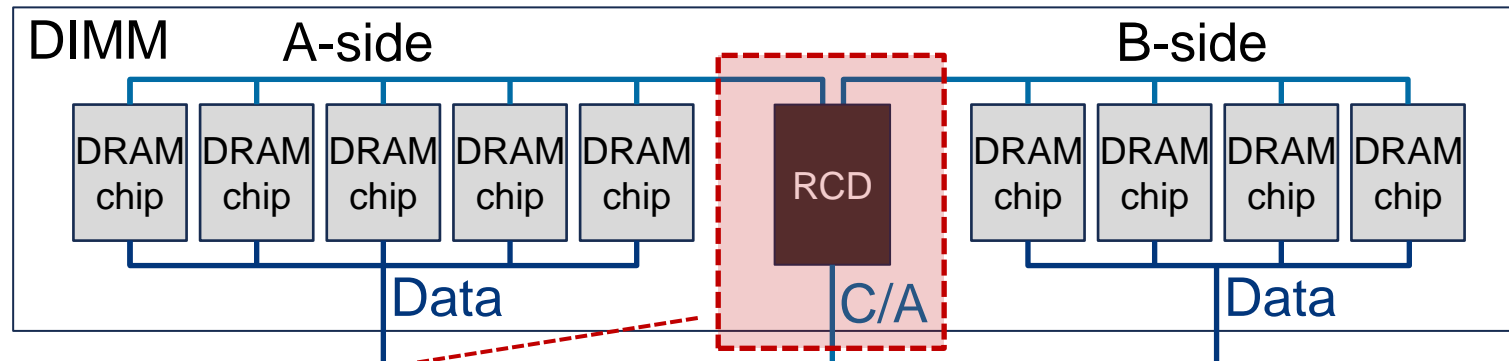 DIMM
A-side
B-side
DRAM
chip
DRAM
chip
DRAM
chip
DRAM
chip
DRAM
chip
RCD
DRAM
chip
DRAM
chip
DRAM
chip
DRAM
chip
Data
C/A
Data